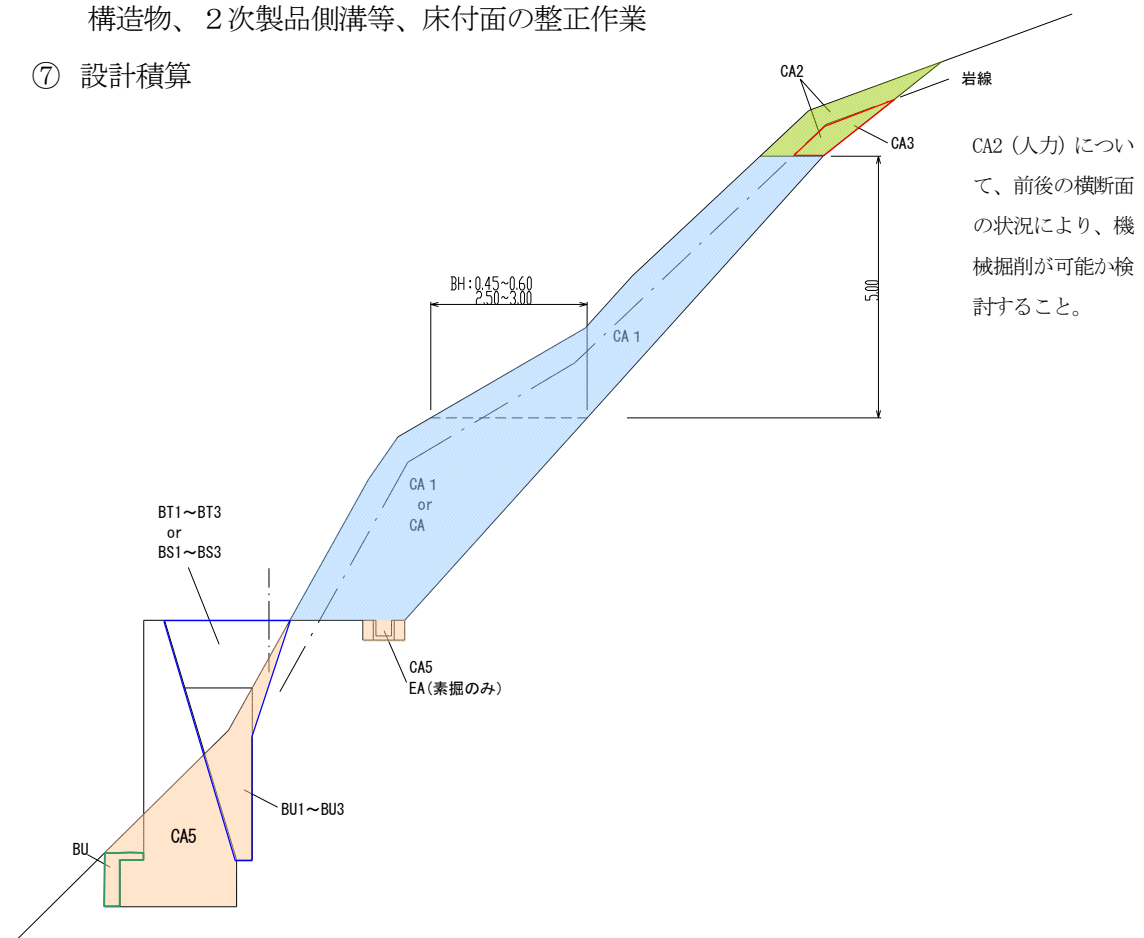 構造物、２次製品側溝等、床付面の整正作業
⑦ 設計積算
CA2
岩線
CA3
CA2（人力）につい
て、前後の横断面
の状況により、機
械掘削が可能か検
討すること。
BH:0.45~0.60
2.50~3.00
5.00
CA１
CA１
or
CA
BT1～BT3
or
BS1～BS3
CA5
EA(素掘のみ)
BU1～BU3
CA5
BU